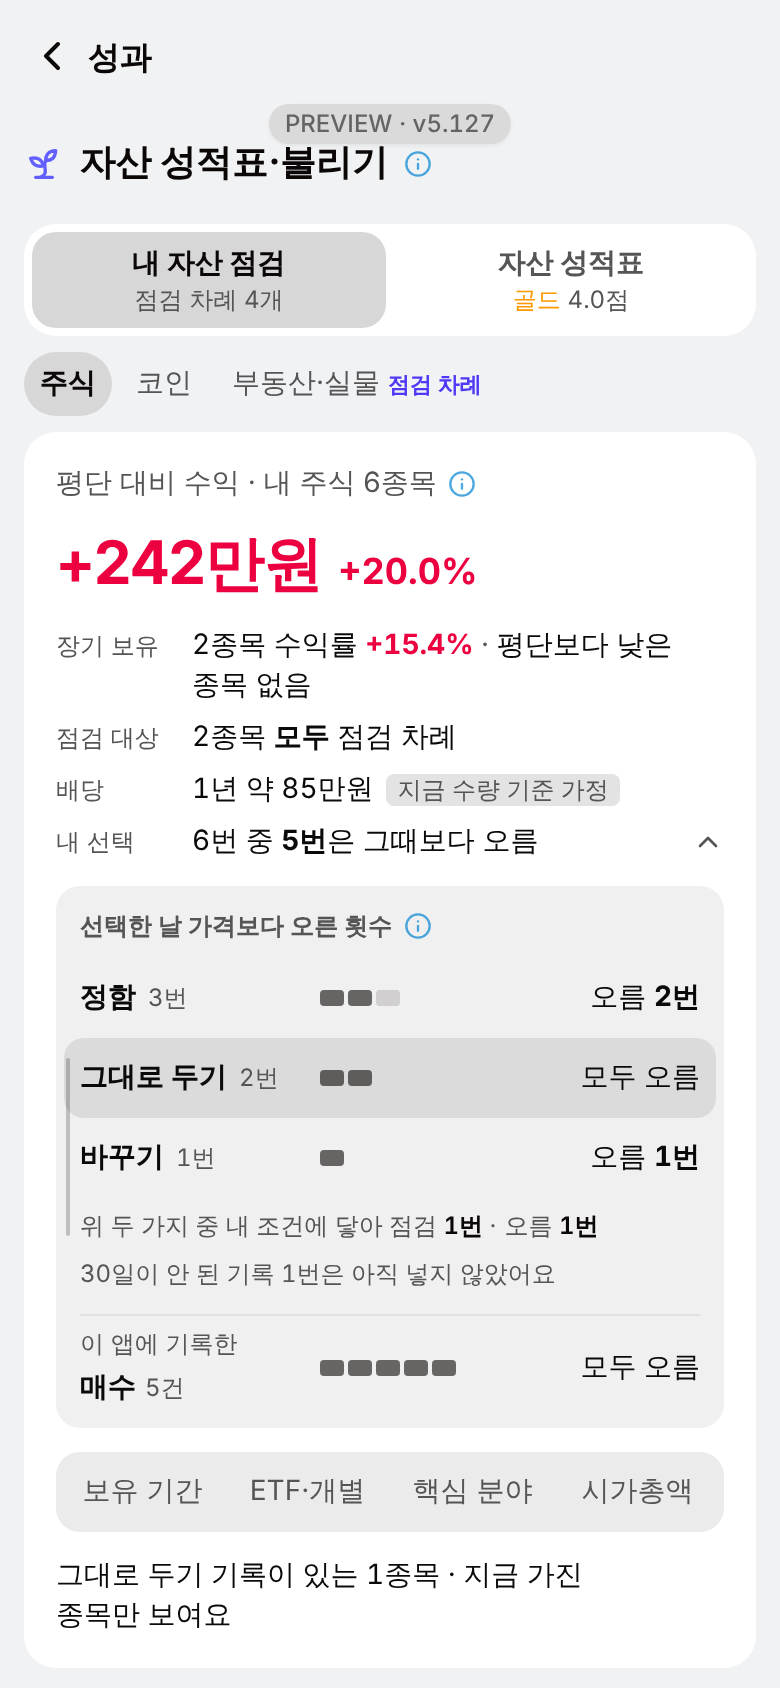 성과
PREVIEW · v5.127
자산 성적표·불리기
내 자산 점검
점검 차례 4개
자산 성적표
골드 4.0점
주식 코인 부동산·실물 점검 차례
평단 대비 수익 · 내 주식 6종목
+242만원 +20.0%
장기 보유 2종목 수익률 +15.4% · 평단보다 낮은
종목 없음
점검 대상 2종목 모두 점검 차례
배당 1년 약 85만원 지금 수량 기준 가정
내 선택 6번 중 5번은 그때보다 오름
선택한 날 가격보다 오른 횟수
정함 3번 오름 2번
그대로 두기 2번 모두 오름
바꾸기 1번 오름 1번
위 두 가지 중 내 조건에 닿아 점검 1번 · 오름 1번
30일이 안 된 기록 1번은 아직 넣지 않았어요
이 앱에 기록한
매수 5건 모두 오름
보유 기간 ETF·개별 핵심 분야 시가총액
그대로 두기 기록이 있는 1종목 · 지금 가진
종목만 보여요